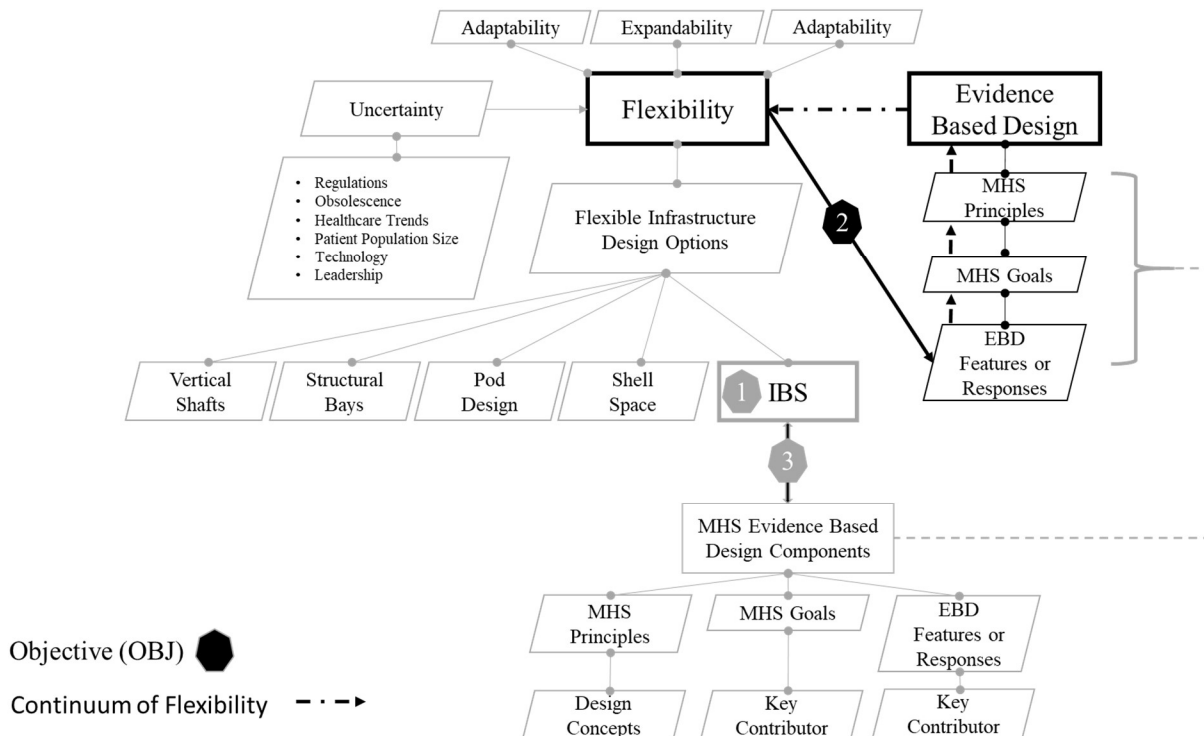 Adaptability
Expandability
Adaptability
Uncertainty
Flexibility
Evidence
Based Design
• Regulations
• Obsolescence
• Healthcare Trends
• Patient Population Size
• Technology
• Leadership
Flexible Infrastructure
Design Options
MHS
Principles
2
MHS Goals
EBD
Features or
Responses
Vertical
Shafts
Structural
Bays
Pod
Design
Shell
Space
1
IBS
3
MHS Evidence Based
Design Components
MHS
Principles
MHS Goals
EBD
Features or
Responses
Design
Concepts
Key
Contributor
Key
Contributor
Objective (OBJ)
Continuum of Flexibility